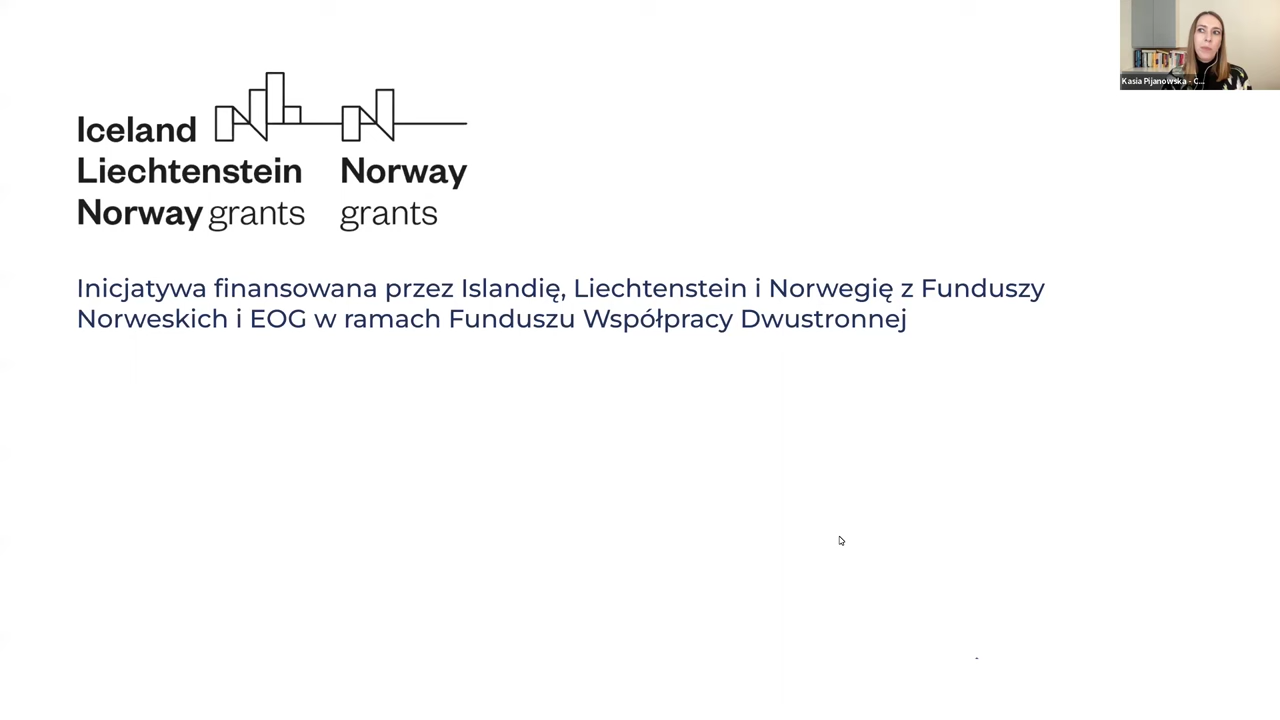 Iceland
Liechtenstein
Norway grants
Norway
grants
Inicjatywa finansowana przez Islandię, Liechtenstein i Norwegię z Funduszy
Norweskich i EOG w ramach Funduszu Współpracy Dwustronnej
Kasia Pijanowska - C...